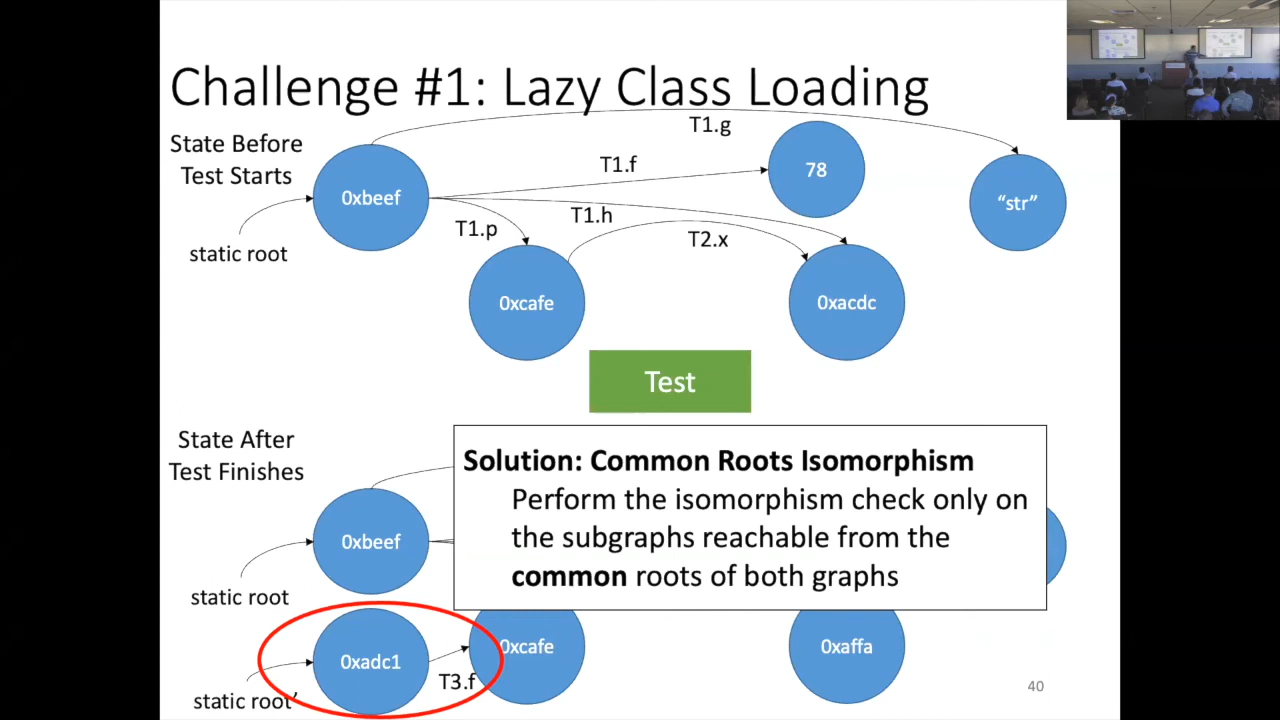 Challenge #1: Lazy Class Loading
State Before
Test Starts
static root
0xbeef
T1.g
T1.f
78
"str"
T1.p
T1.h
T2.x
0xcafe
0xacdc
Test
State After
Test Finishes
Solution: Common Roots Isomorphism
Perform the isomorphism check only on
the subgraphs reachable from the
common roots of both graphs
0xbeef
static root
0xadc1
T3.f
0xcafe
0xaffa
static root'
40